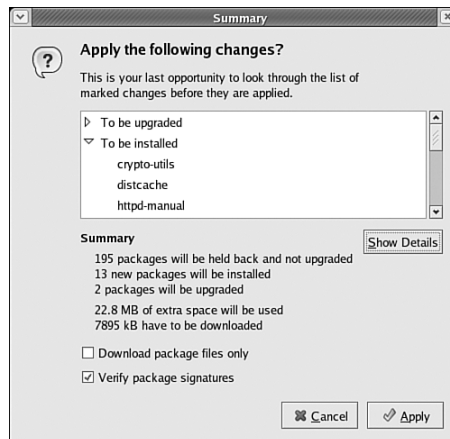 Summary
Apply the following changes?
This is your last opportunity to look through the list of
marked changes before they are applied.
To be upgraded
To be installed
crypto-utils
distcache
httpd-manual
Summary
Show Details
195 packages will be held back and not upgraded
13 new packages will be installed
2 packages will be upgraded
22.8 MB of extra space will be used
7895 kB have to be downloaded
Download package files only
Verify package signatures
Cancel
Apply